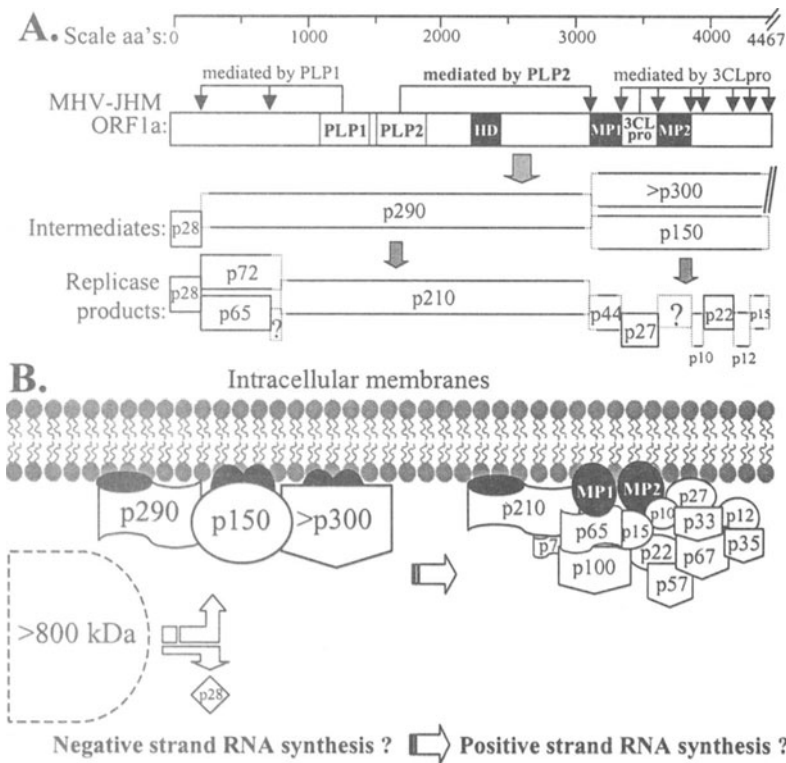 A.
Scale aa's: 0 1000 2000 3000 4000 4467
mediated by PLP1 mediated by PLP2 mediated by 3CLpro
MHV-JHM
ORF1a:
PLP1 PLP2 HD MP1 3CL pro MP2
>p300
p290
Intermediates: p28
p150
p72
Replicase
p28
p210
products:
p65 ? p44 p27 ? p22 p15
p10 p12
B.
Intracellular membranes
p290 p150 >p300
p210 MP1 MP2 p27
p10 p12
p65 p15 p33
p7 p22 p35
p100 p67
p57
>800 kDa
p28
Negative strand RNA synthesis ? Positive strand RNA synthesis ?